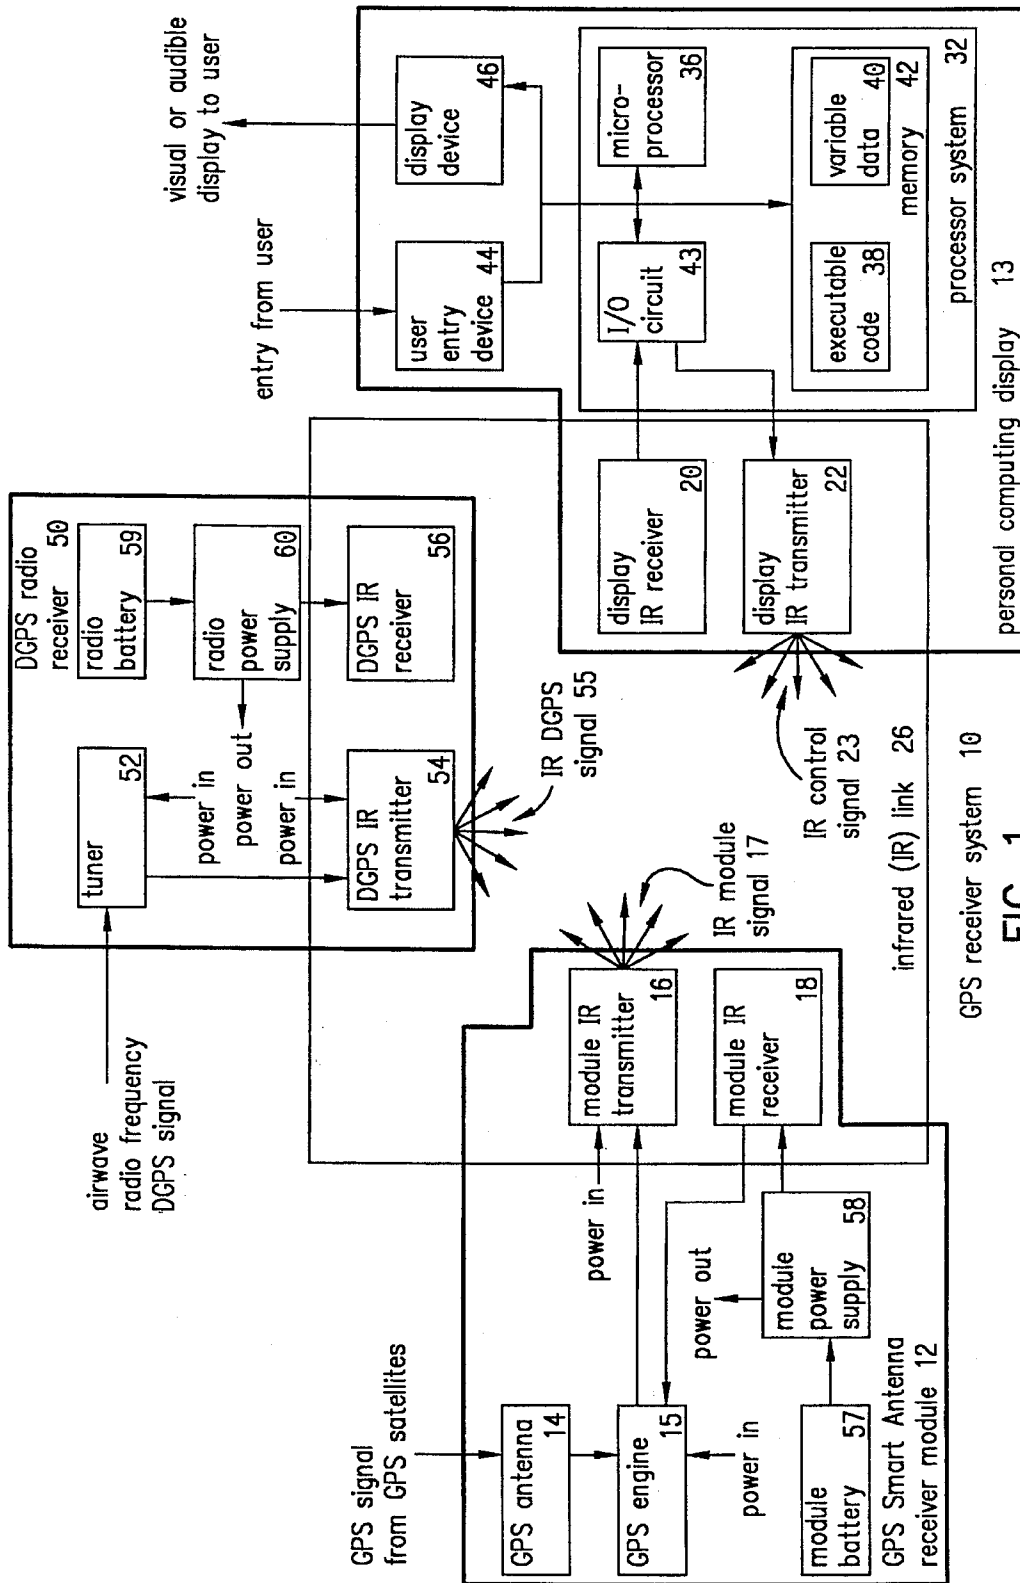 airwave
radio frequency
DGPS signal
tuner
52
power in
power out
power in
DGPS IR
transmitter
54
IR DGPS
signal 55
DGPS radio
receiver 50
radio
battery 59
radio
power
supply 60
DGPS IR
receiver 56
entry from user
visual or audible
display to user
user
entry
device 44
display
device 46
I/O
circuit
43
micro-
processor
36
executable
code 38
variable
data 40
memory 42
processor system 32
display
IR receiver
20
display
IR transmitter
22
IR control
signal 23
personal computing display 13
GPS signal
from GPS satellites
GPS antenna
14
GPS engine
15
power in
power in
module IR
transmitter
16
IR module
signal 17
module IR
receiver 18
power out
module
power
supply 58
module
battery 57
GPS Smart Antenna
receiver module 12
infrared (IR) link 26
GPS receiver system 10
FIG. 1